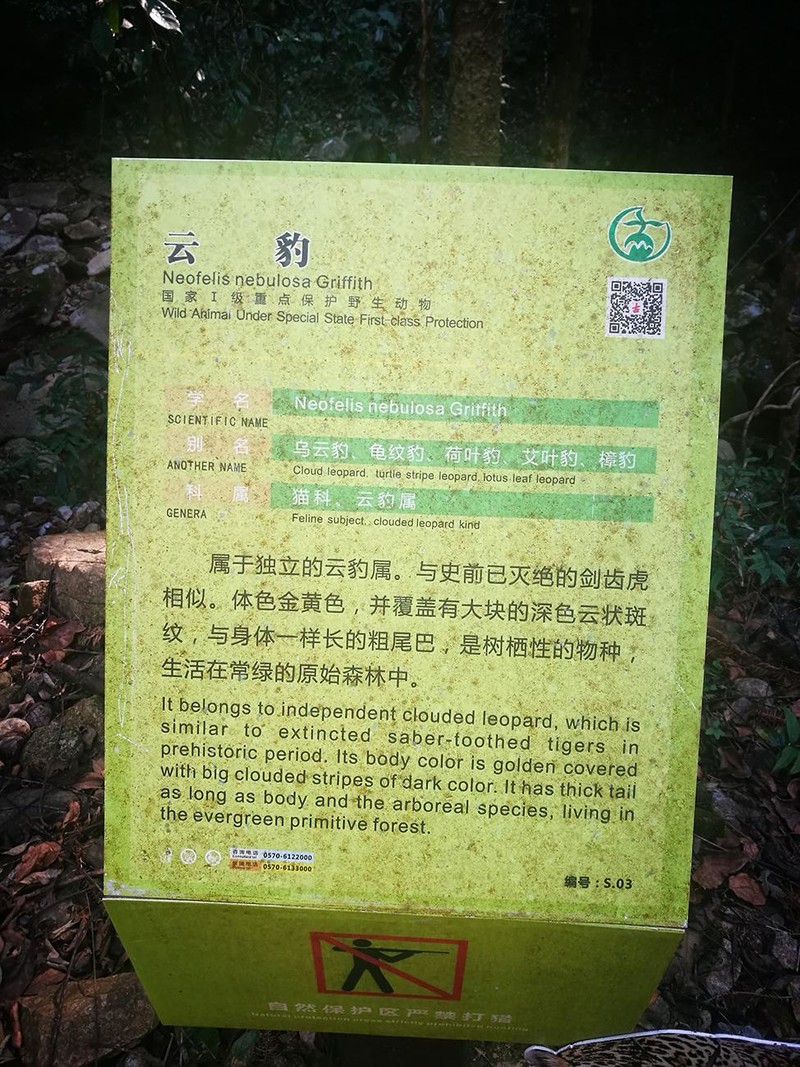 云 豹
Neofelis nebulosa Griffith
国家Ⅰ级重点保护野生动物
Wild Animal Under Special State First class Protection
学 名
SCIENTIFIC NAME
Neofelis nebulosa Griffith
别 名
ANOTHER NAME
乌云豹、龟纹豹、荷叶豹、艾叶豹、樟豹
Cloud leopard, turtle stripe leopard, lotus leaf leopard
科 属
GENERA
猫科、云豹属
Feline subject, clouded leopard kind
属于独立的云豹属。与史前已灭绝的剑齿虎
相似。体色金黄色，并覆盖有大块的深色云状斑
纹，与身体一样长的粗尾巴，是树栖性的物种，
生活在常绿的原始森林中。
It belongs to independent clouded leopard, which is
similar to extincted saber-toothed tigers in
prehistoric period. Its body color is golden covered
with big clouded stripes of dark color. It has thick tail
as long as body and the arboreal species, living in
the evergreen primitive forest.
咨询电话 0570-6122000
0570-6133000
编号：S.03
自然保护区严禁打猎
Natural protection areas strictly prohibitive hunting